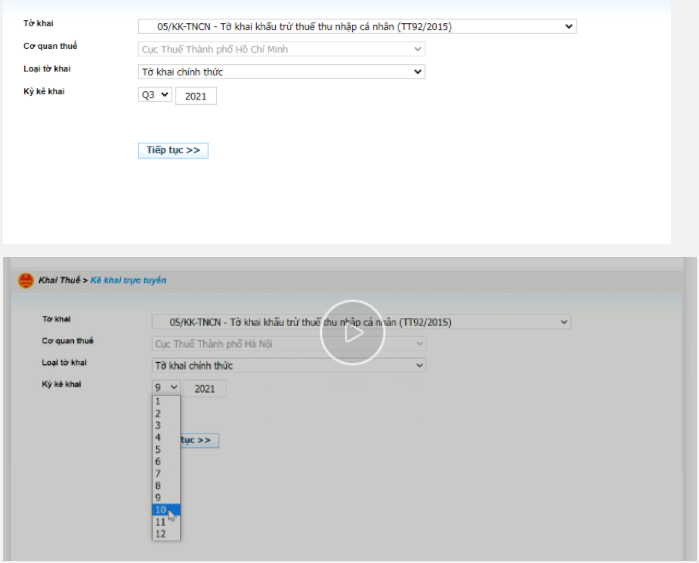 Tờ khai
05/KK-TNCN - Tờ khai khấu trừ thuế thu nhập cá nhân (TT92/2015)
Cơ quan thuế
Cục Thuế Thành phố Hồ Chí Minh
Loại tờ khai
Tờ khai chính thức
Kỳ kê khai
Q3 2021
Tiếp tục >>
Khai Thuế > Kê khai trực tuyến
Tờ khai
05/KK-TNCN - Tờ khai khấu trừ thuế thu nhập cá nhân (TT92/2015)
Cơ quan thuế
Cục Thuế Thành phố Hà Nội
Loại tờ khai
Tờ khai chính thức
Kỳ kê khai
9 2021
1
2
3
4
tục >>
5
6
7
8
9
10
11
12